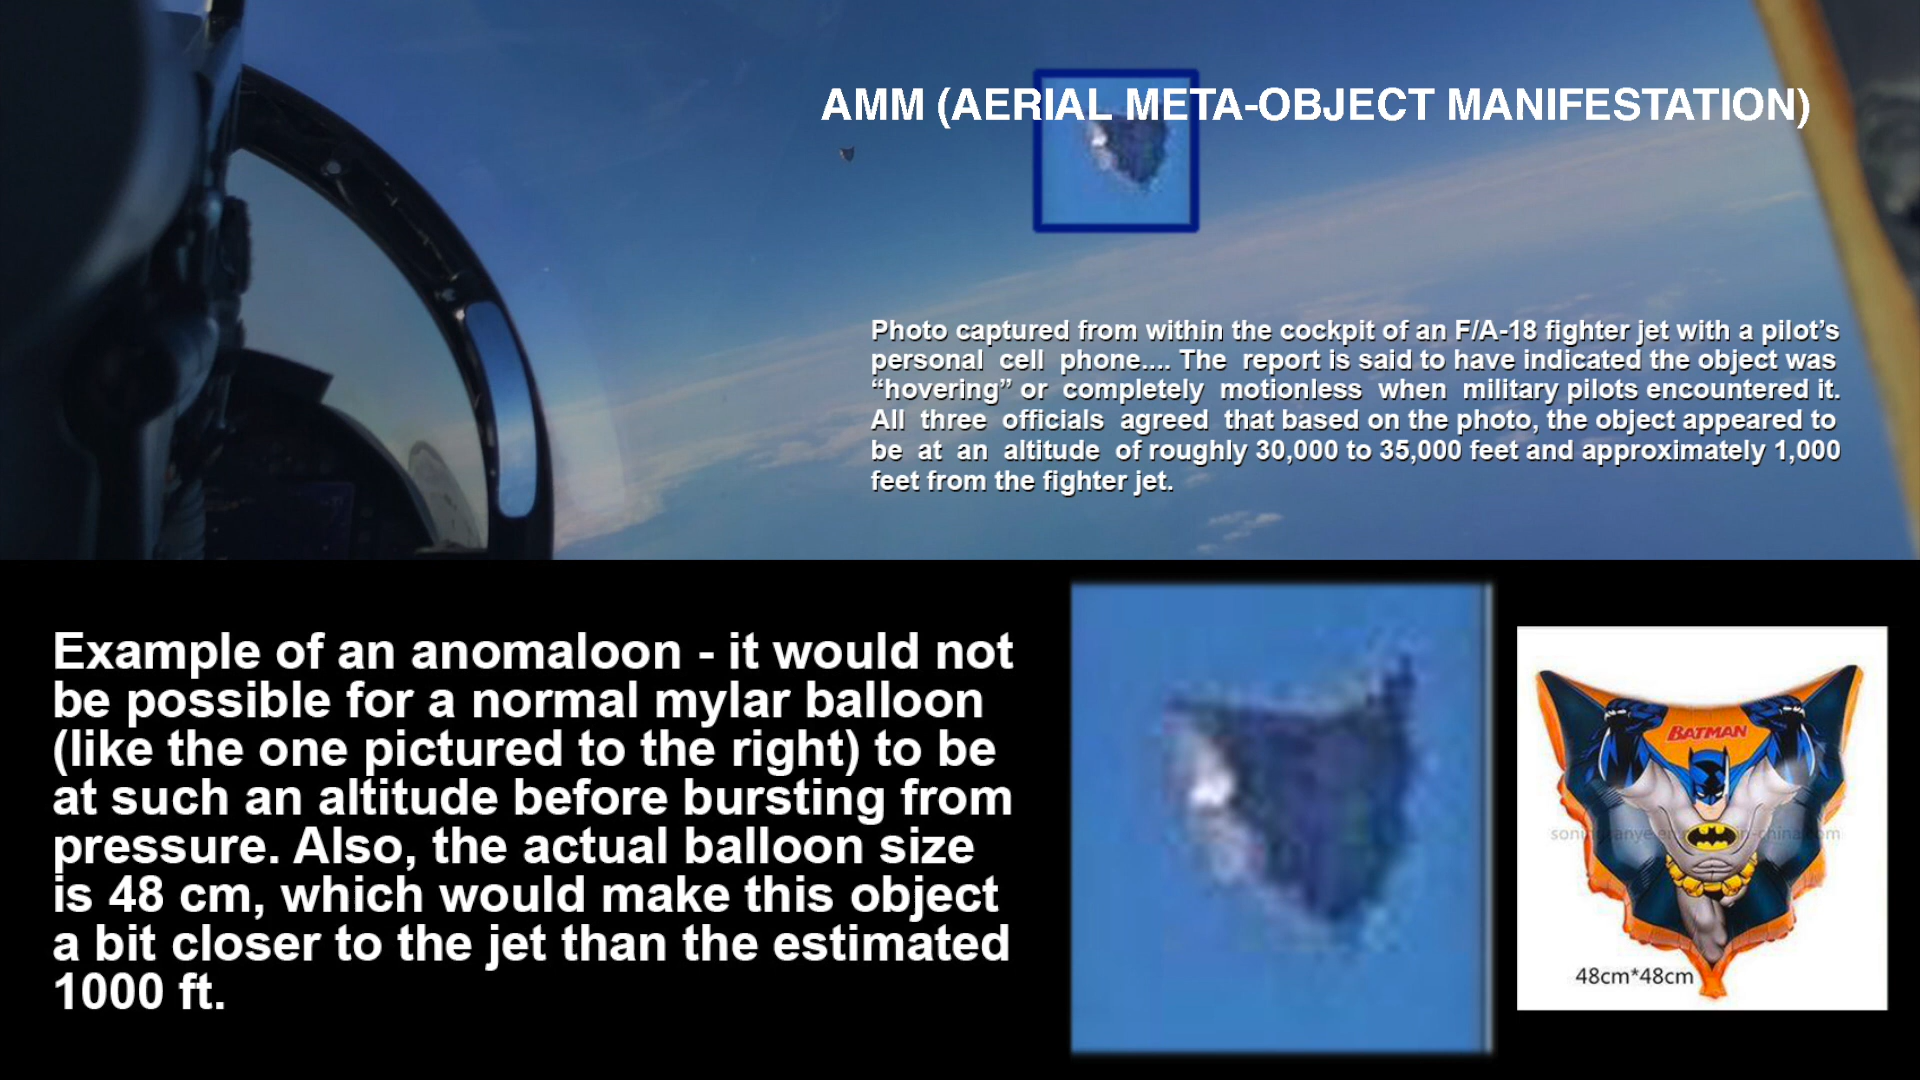 AMM (AERIAL META-OBJECT MANIFESTATION)
Photo captured from within the cockpit of an F/A-18 fighter jet with a pilot’s
personal cell phone.... The report is said to have indicated the object was
“hovering” or completely motionless when military pilots encountered it.
All three officials agreed that based on the photo, the object appeared to
be at an altitude of roughly 30,000 to 35,000 feet and approximately 1,000
feet from the fighter jet.
Example of an anomaloon - it would not
be possible for a normal mylar balloon
(like the one pictured to the right) to be
at such an altitude before bursting from
pressure. Also, the actual balloon size
is 48 cm, which would make this object
a bit closer to the jet than the estimated
1000 ft.
BATMAN
48cm*48cm